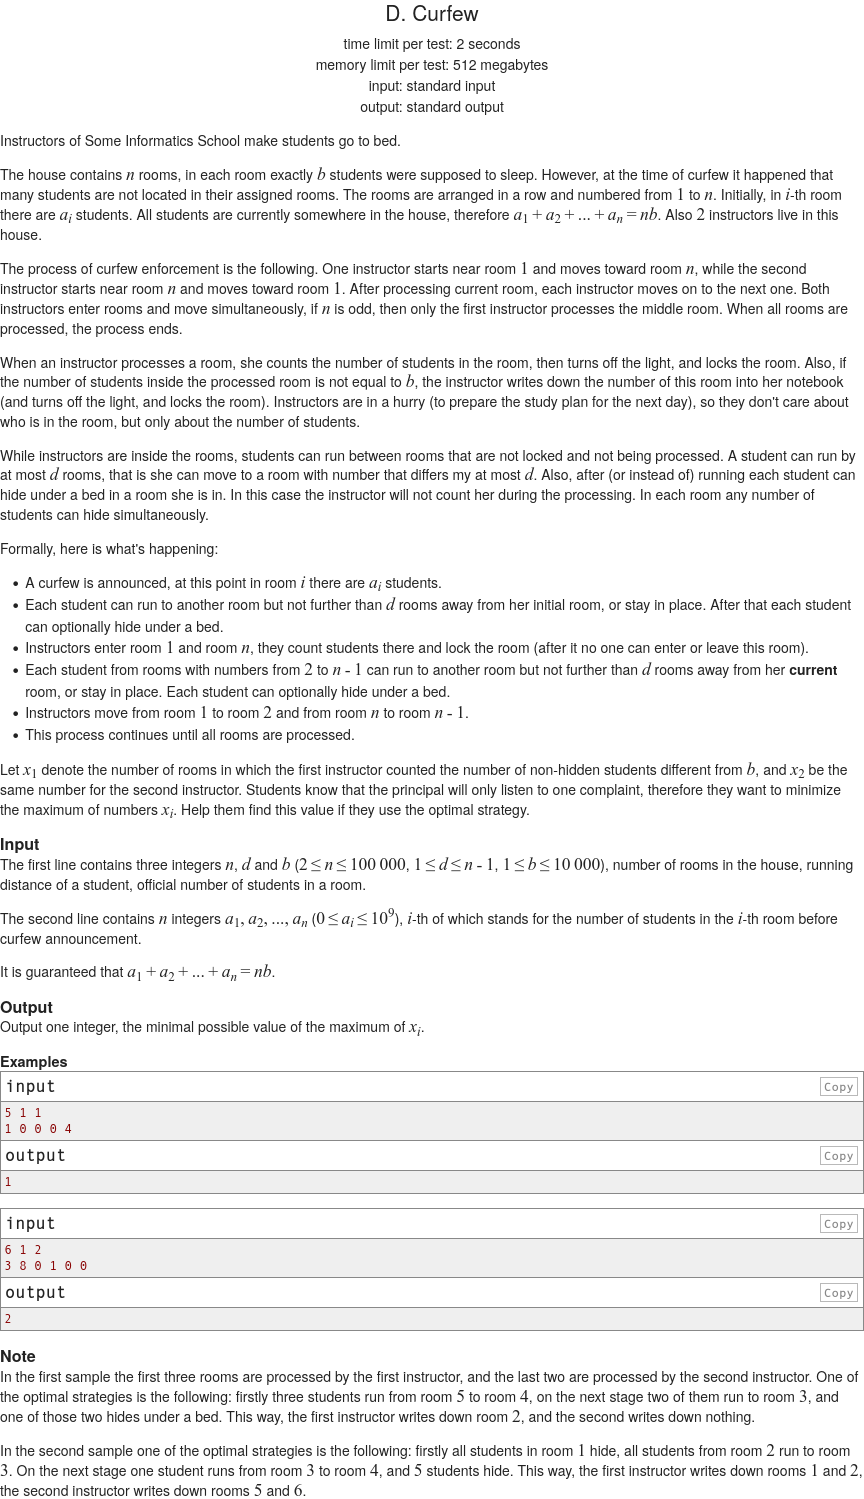 D. Curfew
time limit per test: 2 seconds
memory limit per test: 512 megabytes
input: standard input
output: standard output
Instructors of Some Informatics School make students go to bed.
The house contains n rooms, in each room exactly b students were supposed to sleep. However, at the time of curfew it happened that
many students are not located in their assigned rooms. The rooms are arranged in a row and numbered from 1 to n. Initially, in i-th room
there are a_i students. All students are currently somewhere in the house, therefore a_1 + a_2 + ... + a_n = nb. Also 2 instructors live in this
house.
The process of curfew enforcement is the following. One instructor starts near room 1 and moves toward room n, while the second
instructor starts near room n and moves toward room 1. After processing current room, each instructor moves on to the next one. Both
instructors enter rooms and move simultaneously, if n is odd, then only the first instructor processes the middle room. When all rooms are
processed, the process ends.
When an instructor processes a room, she counts the number of students in the room, then turns off the light, and locks the room. Also, if
the number of students inside the processed room is not equal to b, the instructor writes down the number of this room into her notebook
(and turns off the light, and locks the room). Instructors are in a hurry (to prepare the study plan for the next day), so they don't care about
who is in the room, but only about the number of students.
While instructors are inside the rooms, students can run between rooms that are not locked and not being processed. A student can run by
at most d rooms, that is she can move to a room with number that differs my at most d. Also, after (or instead of) running each student can
hide under a bed in a room she is in. In this case the instructor will not count her during the processing. In each room any number of
students can hide simultaneously.
Formally, here is what's happening:
• A curfew is announced, at this point in room i there are a_i students.
• Each student can run to another room but not further than d rooms away from her initial room, or stay in place. After that each student
can optionally hide under a bed.
• Instructors enter room 1 and room n, they count students there and lock the room (after it no one can enter or leave this room).
• Each student from rooms with numbers from 2 to n - 1 can run to another room but not further than d rooms away from her current
room, or stay in place. Each student can optionally hide under a bed.
• Instructors move from room 1 to room 2 and from room n to room n - 1.
• This process continues until all rooms are processed.
Let x_1 denote the number of rooms in which the first instructor counted the number of non-hidden students different from b, and x_2 be the
same number for the second instructor. Students know that the principal will only listen to one complaint, therefore they want to minimize
the maximum of numbers x_i. Help them find this value if they use the optimal strategy.
Input
The first line contains three integers n, d and b (2 ≤ n ≤ 100 000, 1 ≤ d ≤ n - 1, 1 ≤ b ≤ 10 000), number of rooms in the house, running
distance of a student, official number of students in a room.
The second line contains n integers a_1, a_2, ..., a_n (0 ≤ a_i ≤ 10^9), i-th of which stands for the number of students in the i-th room before
curfew announcement.
It is guaranteed that a_1 + a_2 + ... + a_n = nb.
Output
Output one integer, the minimal possible value of the maximum of x_i.
Examples
input Copy
5 1 1
1 0 0 0 4
output Copy
1
input Copy
6 1 2
3 8 0 1 0 0
output Copy
2
Note
In the first sample the first three rooms are processed by the first instructor, and the last two are processed by the second instructor. One of
the optimal strategies is the following: firstly three students run from room 5 to room 4, on the next stage two of them run to room 3, and
one of those two hides under a bed. This way, the first instructor writes down room 2, and the second writes down nothing.
In the second sample one of the optimal strategies is the following: firstly all students in room 1 hide, all students from room 2 run to room
3. On the next stage one student runs from room 3 to room 4, and 5 students hide. This way, the first instructor writes down rooms 1 and 2,
the second instructor writes down rooms 5 and 6.